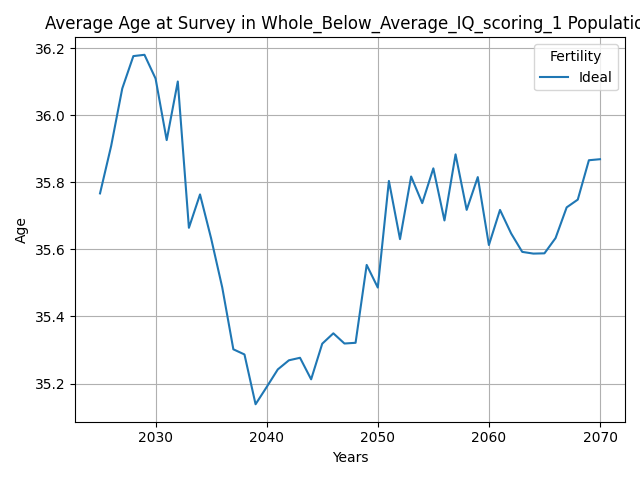 Average Age at Survey in Whole_Below_Average_IQ_scoring_1
Fertility
Ideal
36.2
36.0
35.8
35.6
35.4
35.2
Age
2030 2040 2050 2060 2070
Years